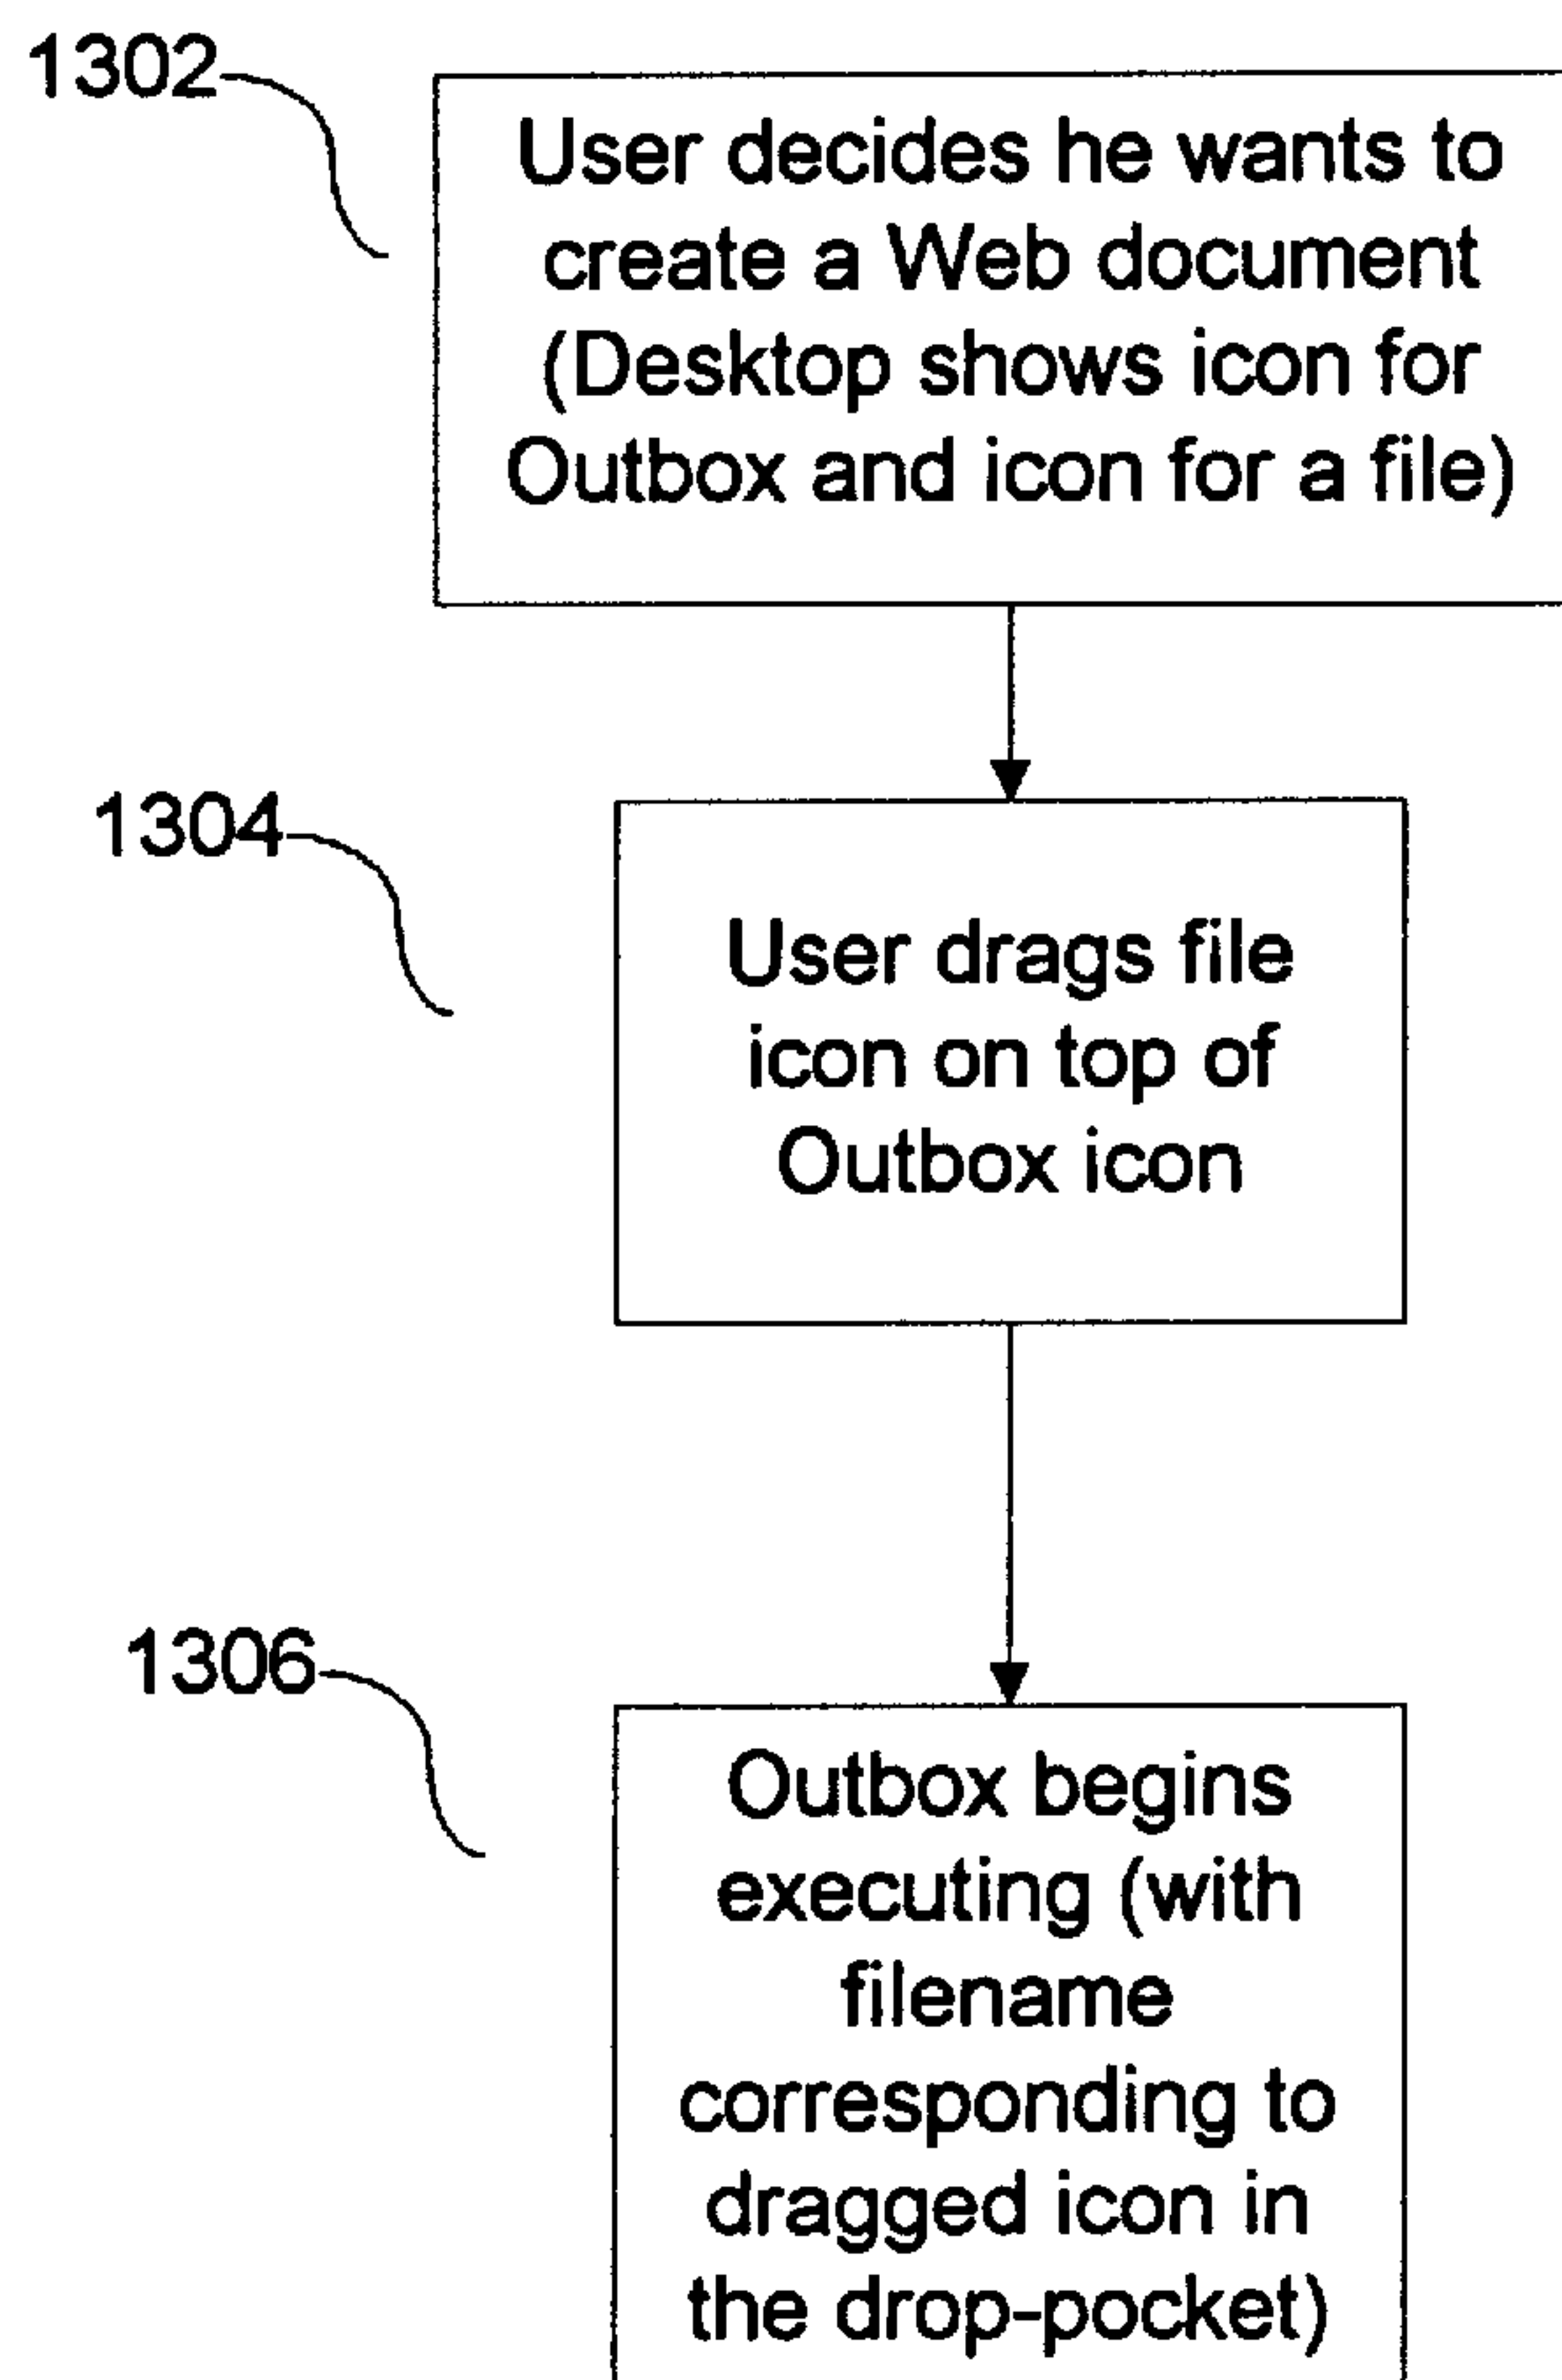 1302
User decides he wants to
create a Web document
(Desktop shows icon for
Outbox and icon for a file)
1304
User drags file
icon on top of
Outbox icon
1306
Outbox begins
executing (with
filename
corresponding to
dragged icon in
the drop-pocket)